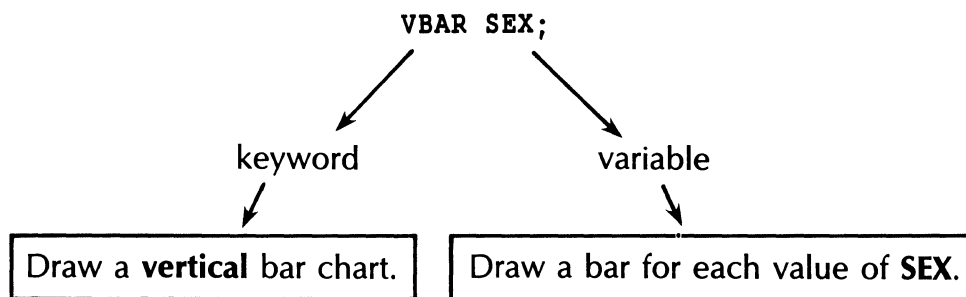 VBAR SEX;
keyword variable
Draw a vertical bar chart. Draw a bar for each value of SEX.